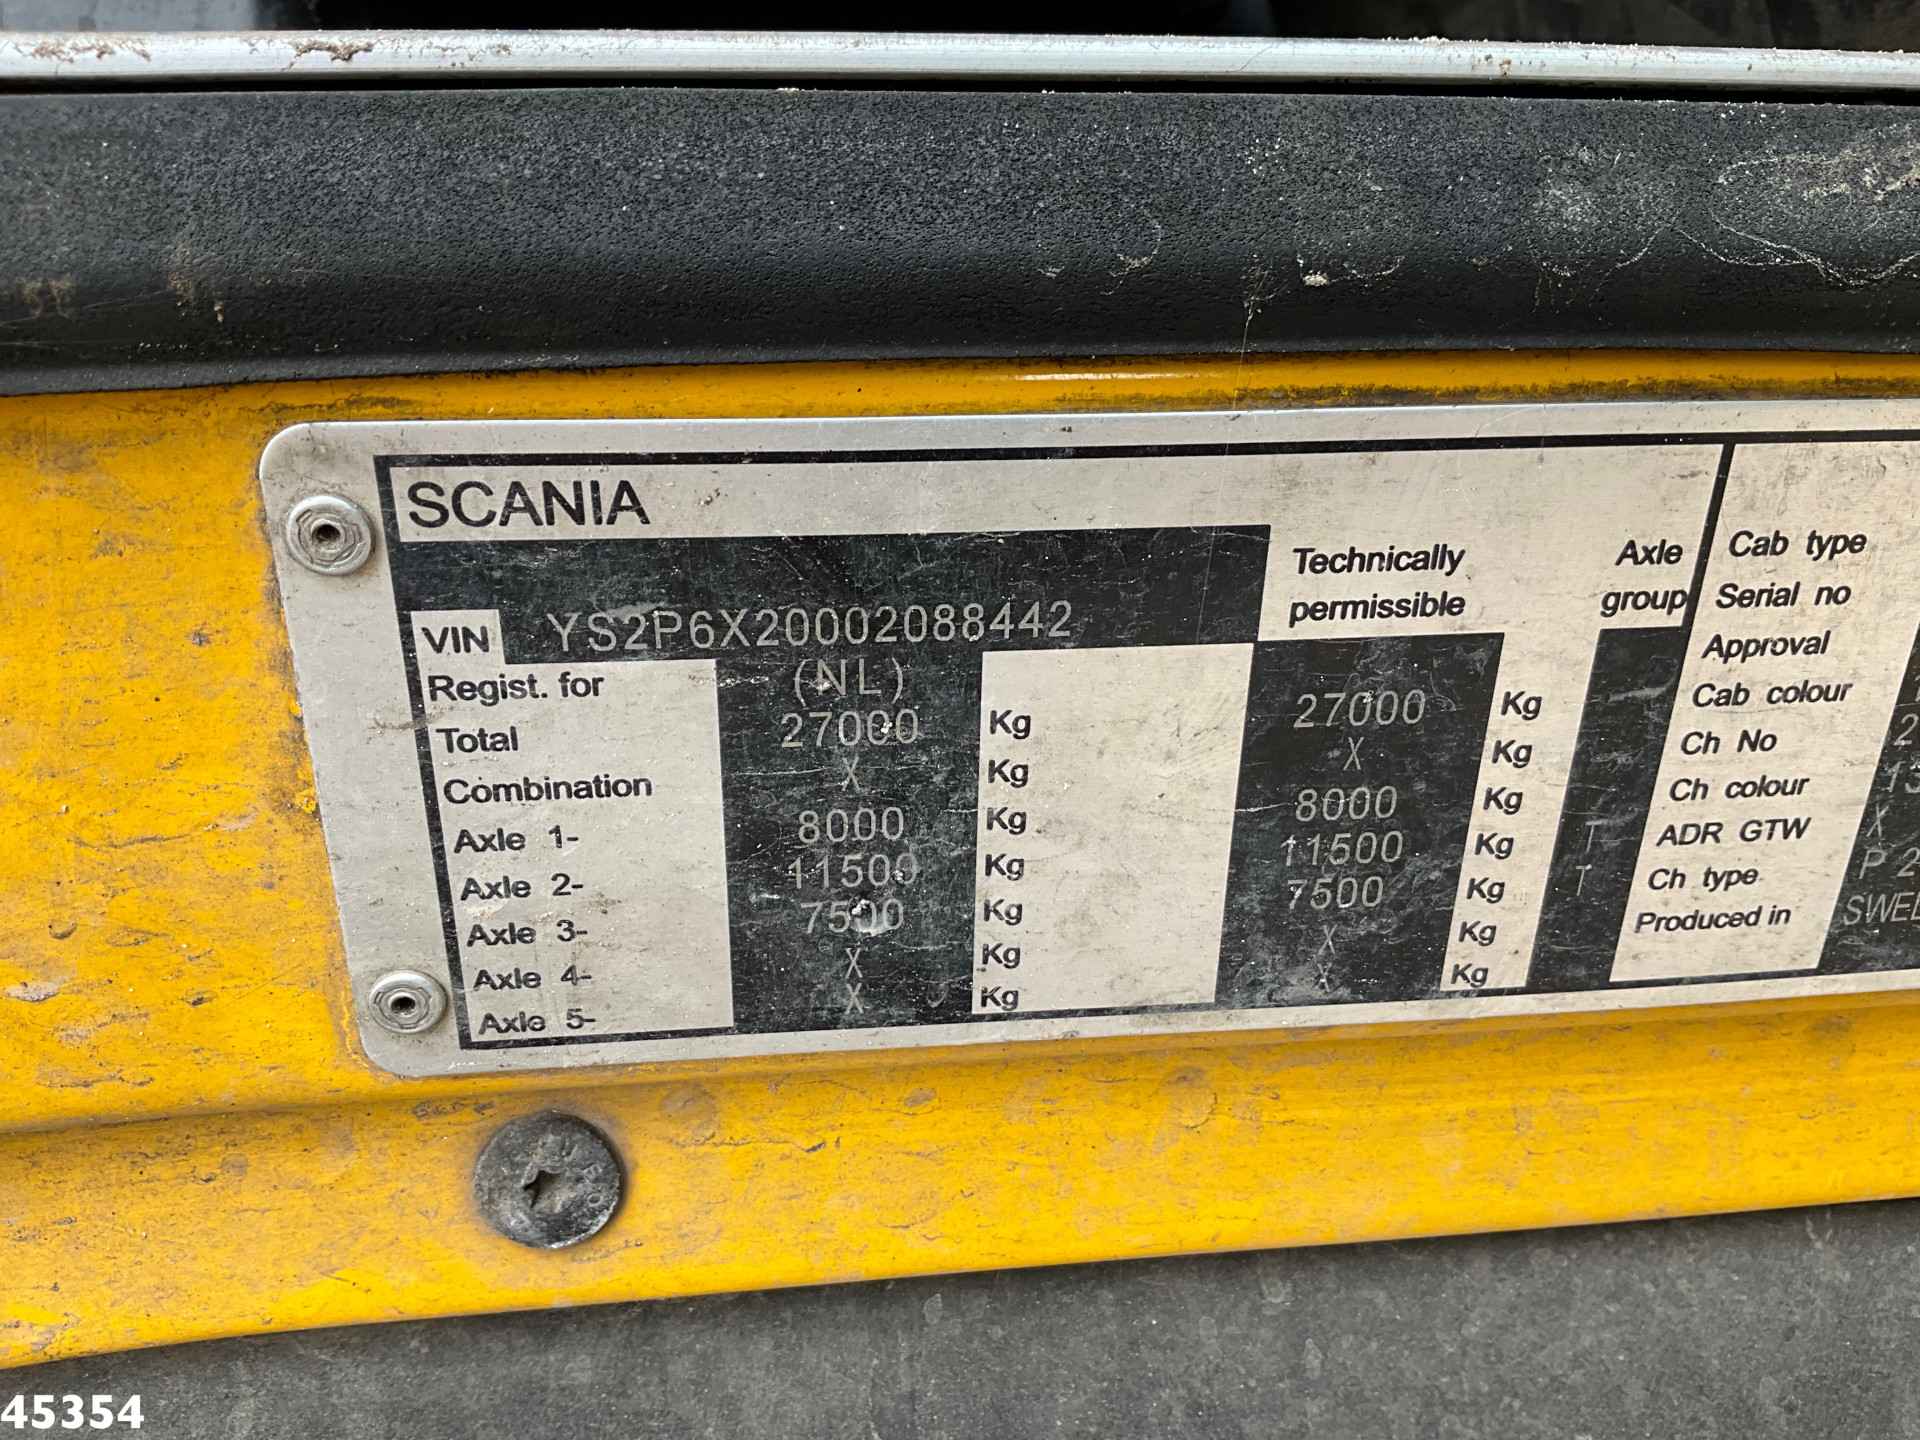 SCANIA
VIN YS2P6X20002088442
Technically permissible
Axle group
Regist. for (NL)
Total 27000 Kg 27000 Kg
Combination X Kg X Kg
Axle 1- 8000 Kg 8000 Kg
Axle 2- 11500 Kg 11500 Kg T
Axle 3- 7500 Kg 7500 Kg T
Axle 4- X Kg X Kg
Axle 5- X Kg X Kg
Cab type
Serial no
Approval
Cab colour
Ch No
Ch colour
ADR GTW X
Ch type P
Produced in
45354